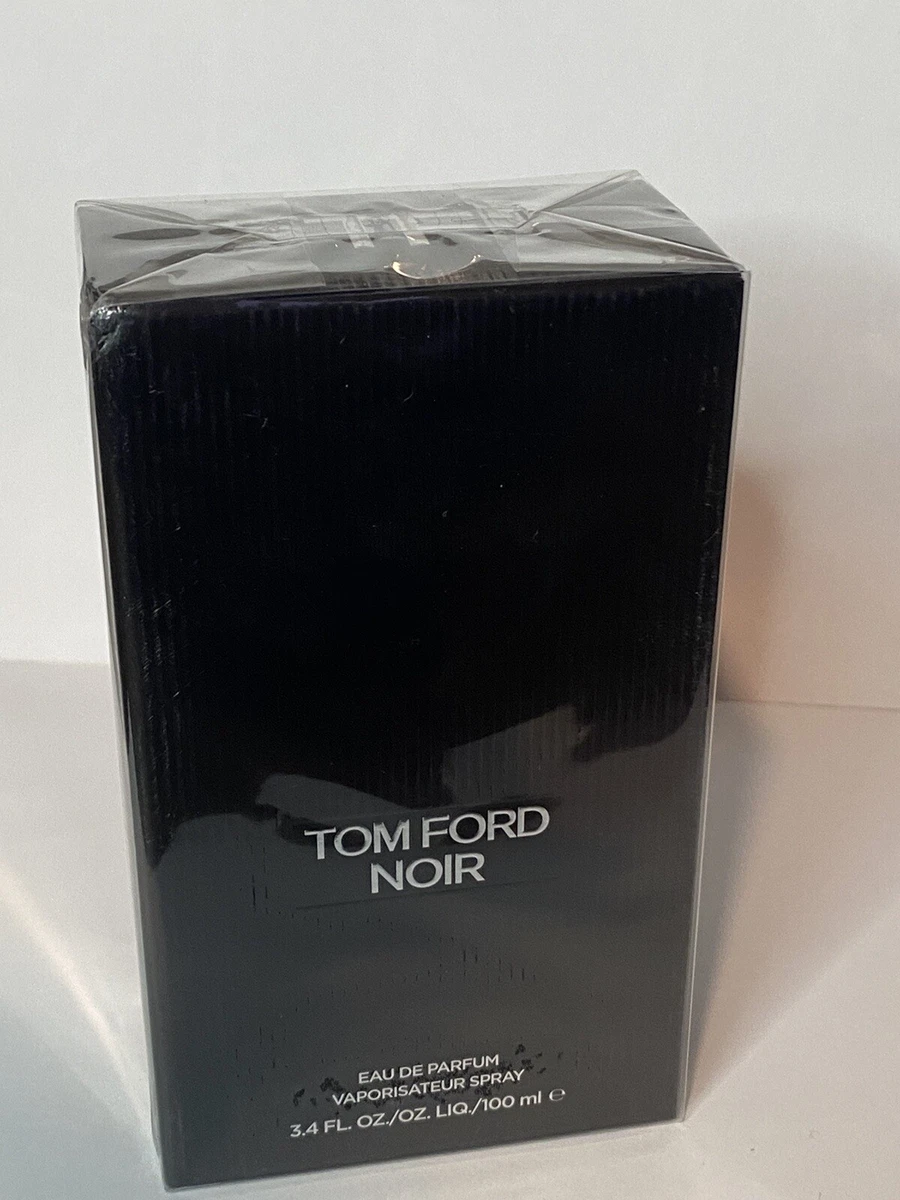 TOM FORD
NOIR
EAU DE PARFUM
VAPORISATEUR SPRAY
3.4 FL. OZ./OZ. LIQ./100 ml ℮